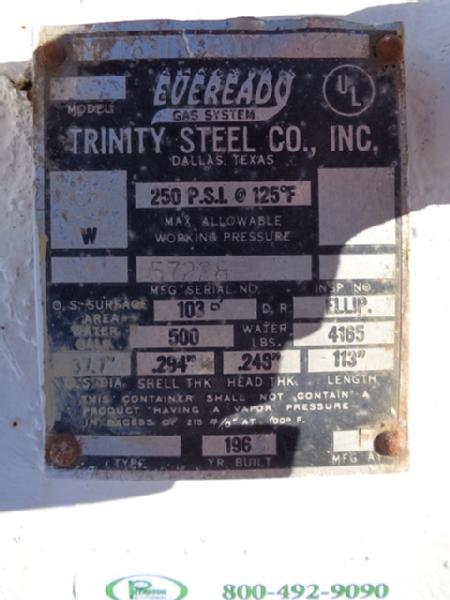 EVEREADY
GAS SYSTEM
UL
MODEL
TRINITY STEEL CO., INC.
DALLAS, TEXAS
250 P.S.I. @ 125°F
W
MAX. ALLOWABLE
WORKING PRESSURE
MFG SERIAL NO.
INSP NO.
O.S. SURFACE AREA 103 D.R. ELLIP.
WATER GALS. 500 WATER LBS. 4165
37.7" .294" .243" 113"
O.S. DIA. SHELL THK. HEAD THK. LENGTH
THIS CONTAINER SHALL NOT CONTAIN A
PRODUCT HAVING A VAPOR PRESSURE
IN EXCESS OF 215 #/□" AT 100° F.
196
TYPE YR. BUILT MFG AT
800-492-9090